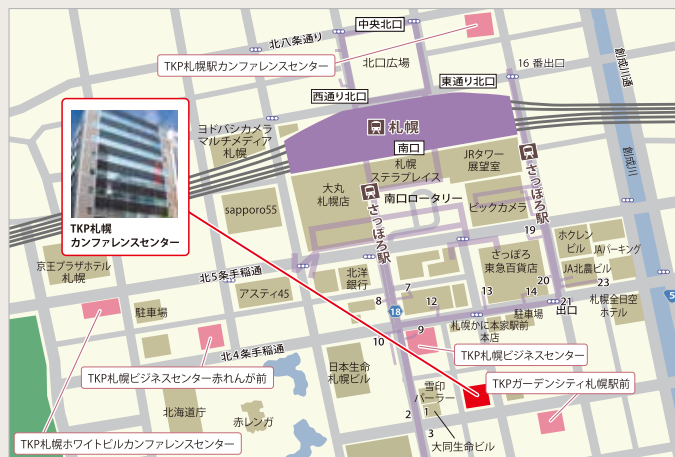 中央北口
北八条通り
TKP札幌駅カンファレンスセンター
北口広場
16 番出口
創成川通
東通り北口
西通り北口
札幌
ヨドバシカメラ
マルチメディア
札幌
南口
札幌
ステラプレイス
JRタワー
展望室
さっぽろ駅
創成川
大丸
札幌店
さっぽろ駅
南口ロータリー
ビックカメラ
sapporo55
TKP札幌
カンファレンスセンター
19
ホクレン
ビル
JAパーキング
京王プラザホテル
札幌
北5条手稲通
北洋
銀行
さっぽろ
東急百貨店
JA北農ビル
アスティ45
7
8
12
13
14
20
21
23
出口
5
札幌全日空
ホテル
駐車場
18
駐車場
札幌かに本家駅前
本店
9
10
北4条手稲通
TKP札幌ビジネスセンター
日本生命
札幌ビル
TKP札幌ビジネスセンター赤れんが前
TKPガーデンシティ札幌駅前
雪印
パーラー
北海道庁
赤レンガ
2
1
3
TKP札幌ホワイトビルカンファレンスセンター
大同生命ビル